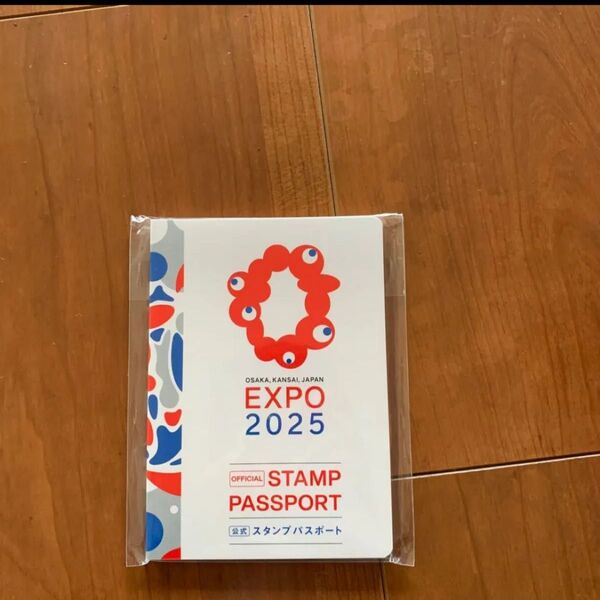 OSAKA, KANSAI, JAPAN
EXPO
2025
OFFICIAL STAMP
PASSPORT
公式 スタンプパスポート